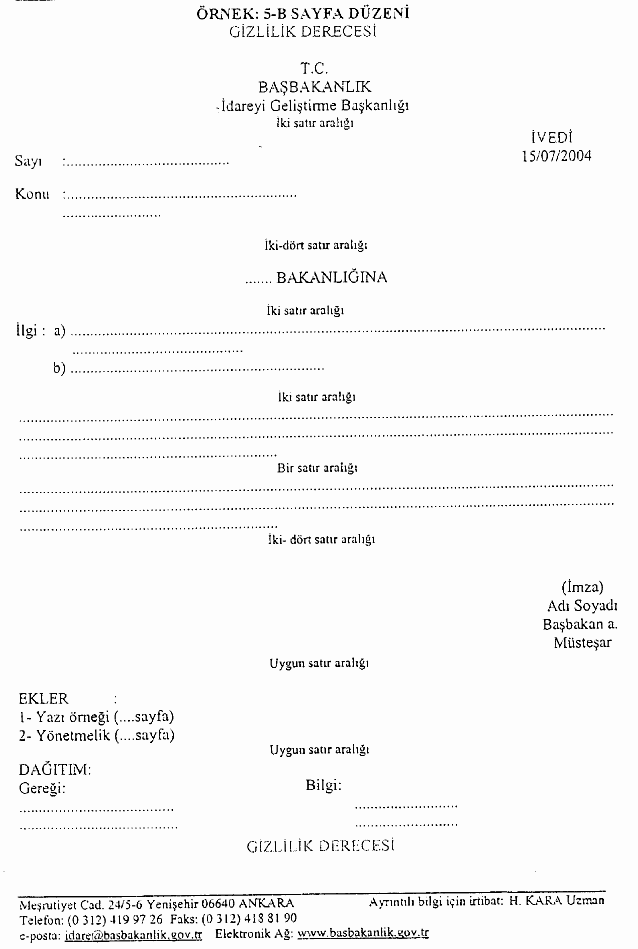 ÖRNEK: 5-B SAYFA DÜZENİ
GİZLİLİK DERECESİ
T.C.
BAŞBAKANLIK
İdareyi Geliştirme Başkanlığı
İki satır aralığı
İVEDİ
Sayı :........................................ 15/07/2004
Konu :........................................................
........................
İki-dört satır aralığı
....... BAKANLIĞINA
İki satır aralığı
İlgi : a) ....................................................................................................
..........................................
b) ..............................................................
İki satır aralığı
....................................................................................................
....................................................................................................
..............................................................
Bir satır aralığı
....................................................................................................
....................................................................................................
..............................................................
İki- dört satır aralığı
(İmza)
Adı Soyadı
Başbakan a.
Müsteşar
Uygun satır aralığı
EKLER :
1- Yazı örneği (....sayfa)
2- Yönetmelik (....sayfa)
Uygun satır aralığı
DAĞITIM:
Gereği: Bilgi:
...................................... .........................
...................................... .........................
GİZLİLİK DERECESİ
Meşrutiyet Cad. 24/5-6 Yenişehir 06640 ANKARA Ayrıntılı bilgi için irtibat: H. KARA Uzman
Telefon: (0 312) 419 97 26 Faks: (0 312) 418 81 90
e-posta: idare@basbakanlik.gov.tr Elektronik Ağ: www.basbakanlik.gov.tr